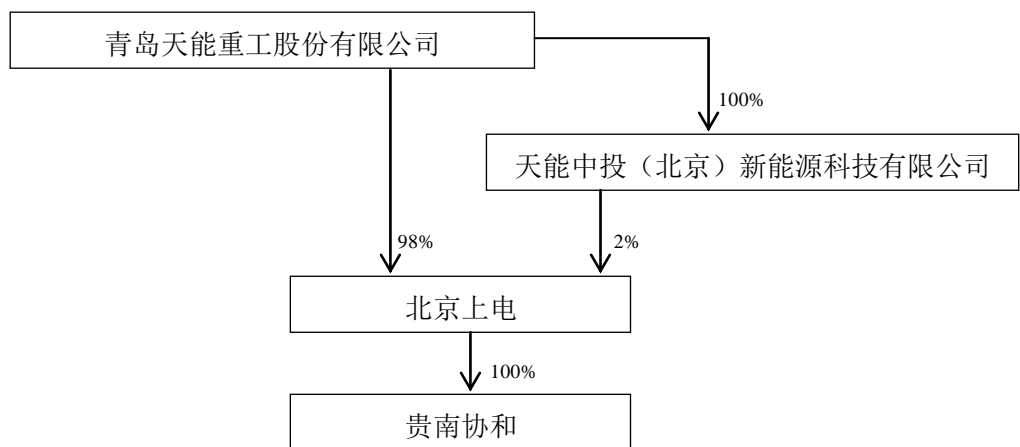 青岛天能重工股份有限公司
100%
天能中投（北京）新能源科技有限公司
98%
2%
北京上电
100%
贵南协和